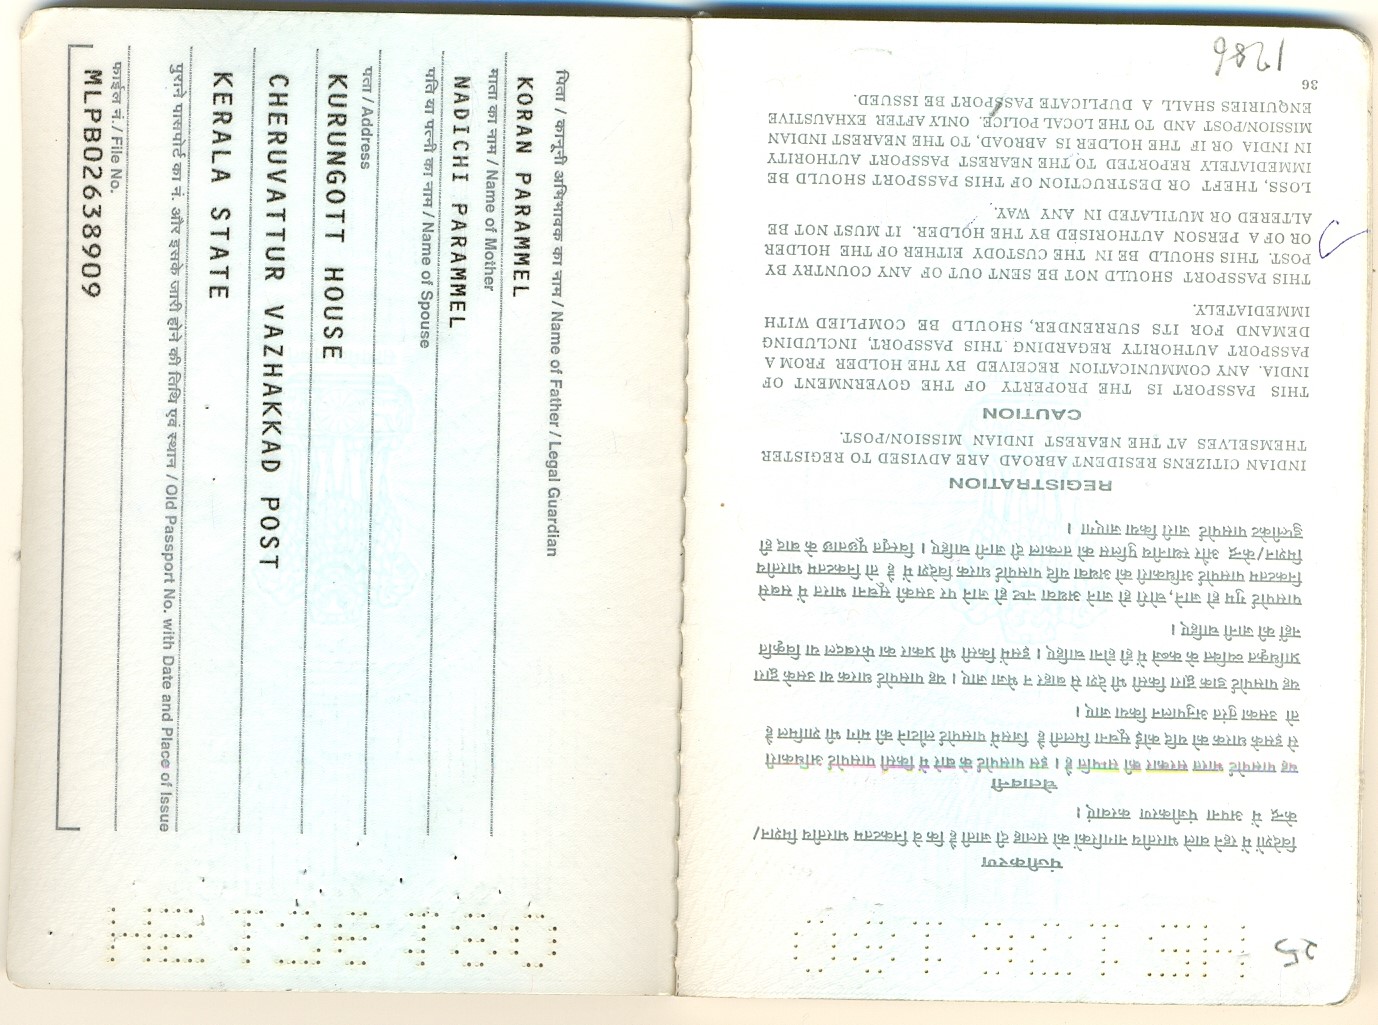 पिता / कानूनी अभिभावक का नाम / Name of Father / Legal Guardian
KORAN PARAMMEL
माता का नाम / Name of Mother
NADICHI PARAMMEL
पति या पत्नी का नाम / Name of Spouse
पता / Address
KURUNGOTT HOUSE
CHERUVATTUR VAZHAKKAD POST
KERALA STATE
पुराने पासपोर्ट का नं. और इसके जारी होने की तिथि एवं स्थान / Old Passport No. with Date and Place of Issue
फाईल नं. / File No.
MLPB02638909
25
पंजीकरण
विदेशों में रहने वाले भारतीय नागरिकों को सलाह दी जाती है कि वे निकटतम भारतीय मिशन/
केन्द्र में अपना पंजीकरण करवाएं ।
चेतावनी
यह पासपोर्ट भारत सरकार की सम्पत्ति है । इस पासपोर्ट के बारे में किसी पासपोर्ट अधिकारी
से इसके धारक को यदि कोई सूचना मिलती है जिसमें पासपोर्ट लौटाने की मांग भी शामिल है
तो उसका तुरंत अनुपालन किया जाए ।
यह पासपोर्ट डाक द्वारा किसी भी देश से बाहर न भेजा जाए । यह पासपोर्ट धारक या उसके द्वारा
प्राधिकृत व्यक्ति के कब्जे में ही होना चाहिए । इसमें किसी भी प्रकार का फेरबदल या विकृति
नहीं की जानी चाहिए ।
पासपोर्ट गुम हो जाने, चोरी हो जाने अथवा नष्ट हो जाने पर उसकी सूचना भारत में सबसे
निकटतम पासपोर्ट अधिकारी को अथवा यदि पासपोर्ट धारक विदेश में है तो निकटतम भारतीय
मिशन/केन्द्र और स्थानीय पुलिस को तत्काल दी जानी चाहिए । विस्तृत पूछताछ के बाद ही
डुप्लीकेट पासपोर्ट जारी किया जाएगा ।
REGISTRATION
INDIAN CITIZENS RESIDENT ABROAD ARE ADVISED TO REGISTER
THEMSELVES AT THE NEAREST INDIAN MISSION/POST.
CAUTION
THIS PASSPORT IS THE PROPERTY OF THE GOVERNMENT OF
INDIA. ANY COMMUNICATION RECEIVED BY THE HOLDER FROM A
PASSPORT AUTHORITY REGARDING THIS PASSPORT, INCLUDING
DEMAND FOR ITS SURRENDER, SHOULD BE COMPLIED WITH
IMMEDIATELY.
THIS PASSPORT SHOULD NOT BE SENT OUT OF ANY COUNTRY BY
POST. THIS SHOULD BE IN THE CUSTODY EITHER OF THE HOLDER
OR OF A PERSON AUTHORISED BY THE HOLDER. IT MUST NOT BE
ALTERED OR MUTILATED IN ANY WAY.
LOSS, THEFT OR DESTRUCTION OF THIS PASSPORT SHOULD BE
IMMEDIATELY REPORTED TO THE NEAREST PASSPORT AUTHORITY
IN INDIA OR IF THE HOLDER IS ABROAD, TO THE NEAREST INDIAN
MISSION/POST AND TO THE LOCAL POLICE. ONLY AFTER EXHAUSTIVE
ENQUIRIES SHALL A DUPLICATE PASSPORT BE ISSUED.
36